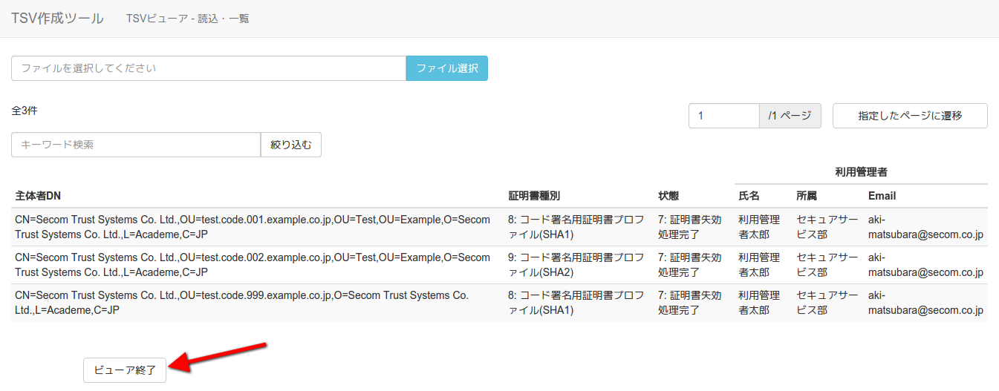 TSV作成ツール TSVビューア - 読込・一覧
ファイルを選択してください ファイル選択
全3件
1 /1 ページ 指定したページに遷移
キーワード検索 絞り込む
利用管理者
主体者DN 証明書種別 状態 氏名 所属 Email
CN=Secom Trust Systems Co. Ltd.,OU=test.code.001.example.co.jp,OU=Test,OU=Example,O=Secom 8: コード署名用証明書プロフ 7: 証明書失効 利用管理 セキュアサー aki-
Trust Systems Co. Ltd.,L=Academe,C=JP ァイル(SHA1) 処理完了 者太郎 ビス部 matsubara@secom.co.jp
CN=Secom Trust Systems Co. Ltd.,OU=test.code.002.example.co.jp,OU=Test,OU=Example,O=Secom 9: コード署名用証明書プロフ 7: 証明書失効 利用管理 セキュアサー aki-
Trust Systems Co. Ltd.,L=Academe,C=JP ァイル(SHA2) 処理完了 者太郎 ビス部 matsubara@secom.co.jp
CN=Secom Trust Systems Co. Ltd.,OU=test.code.999.example.co.jp,O=Secom Trust Systems Co. 8: コード署名用証明書プロフ 7: 証明書失効 利用管理 セキュアサー aki-
Ltd.,L=Academe,C=JP ァイル(SHA1) 処理完了 者太郎 ビス部 matsubara@secom.co.jp
ビューア終了